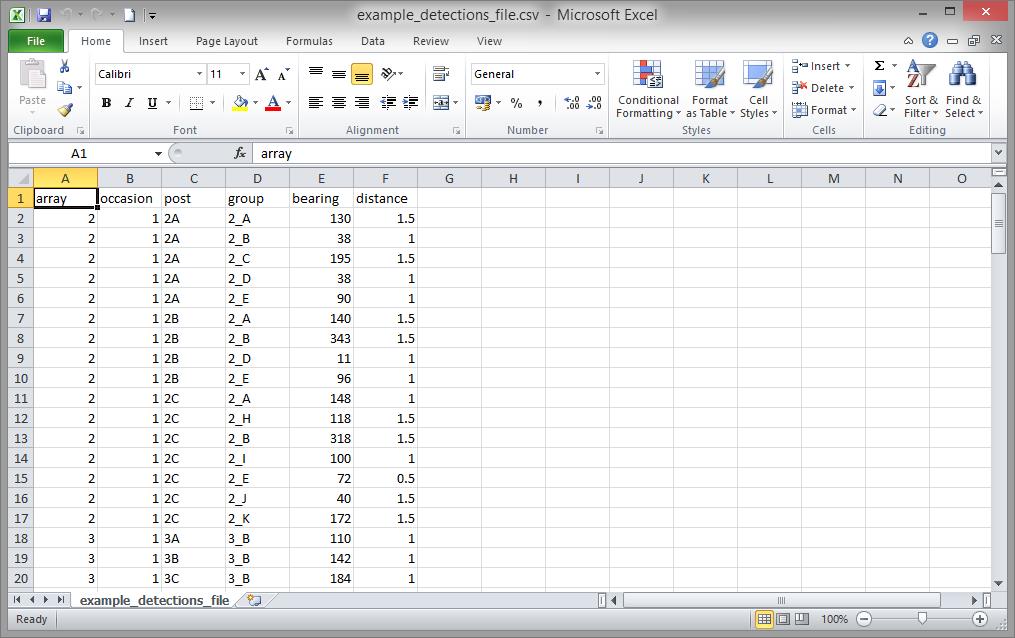 example_detections_file.csv - Microsoft Excel
File Home Insert Page Layout Formulas Data Review View
Paste Calibri 11 A A General Conditional Formatting Format as Table Cell Styles Insert Delete Format Sort & Filter Find & Select
B I U A % ,
Clipboard Font Alignment Number Styles Cells Editing
A1 fx array
A B C D E F G H I J K L M N O
1 array occasion post group bearing distance
2 2 1 2A 2_A 130 1.5
3 2 1 2A 2_B 38 1
4 2 1 2A 2_C 195 1.5
5 2 1 2A 2_D 38 1
6 2 1 2A 2_E 90 1
7 2 1 2B 2_A 140 1.5
8 2 1 2B 2_B 343 1.5
9 2 1 2B 2_D 11 1
10 2 1 2B 2_E 96 1
11 2 1 2C 2_A 148 1
12 2 1 2C 2_H 118 1.5
13 2 1 2C 2_B 318 1.5
14 2 1 2C 2_I 100 1
15 2 1 2C 2_E 72 0.5
16 2 1 2C 2_J 40 1.5
17 2 1 2C 2_K 172 1.5
18 3 1 3A 3_B 110 1
19 3 1 3B 3_B 142 1
20 3 1 3C 3_B 184 1
example_detections_file
Ready 100%